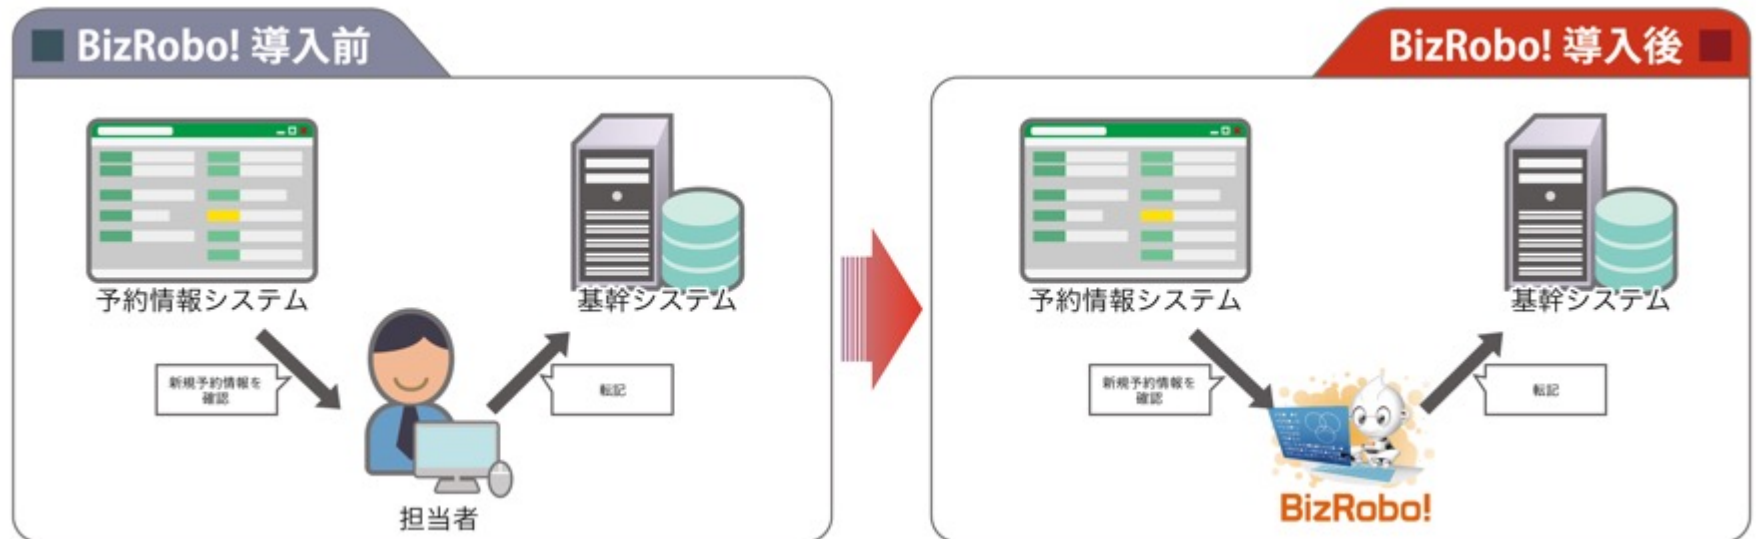 BizRobo! 導入前
予約情報システム
基幹システム
新規予約情報を
確認
転記
担当者
BizRobo! 導入後
予約情報システム
基幹システム
新規予約情報を
確認
転記
BizRobo!